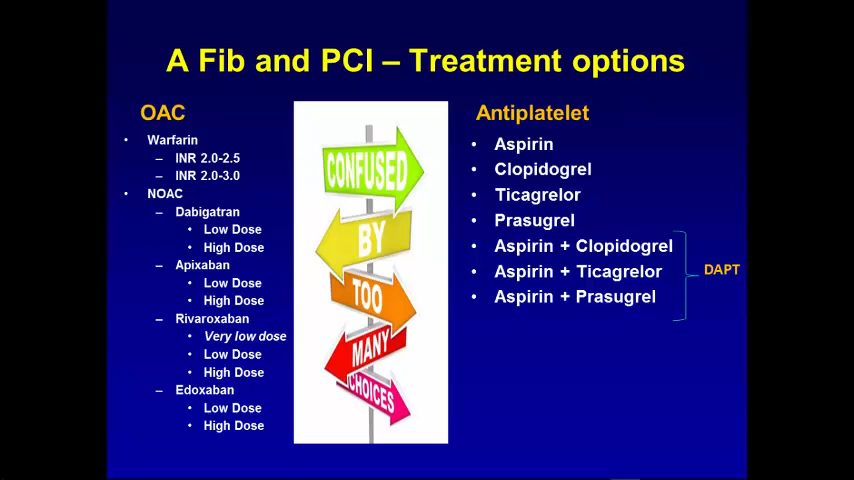 A Fib and PCI – Treatment options
OAC
• Warfarin
– INR 2.0-2.5
– INR 2.0-3.0
• NOAC
– Dabigatran
• Low Dose
• High Dose
– Apixaban
• Low Dose
• High Dose
– Rivaroxaban
• Very low dose
• Low Dose
• High Dose
– Edoxaban
• Low Dose
• High Dose
CONFUSED
BY
TOO
MANY
CHOICES
Antiplatelet
• Aspirin
• Clopidogrel
• Ticagrelor
• Prasugrel
• Aspirin + Clopidogrel
• Aspirin + Ticagrelor
• Aspirin + Prasugrel
DAPT